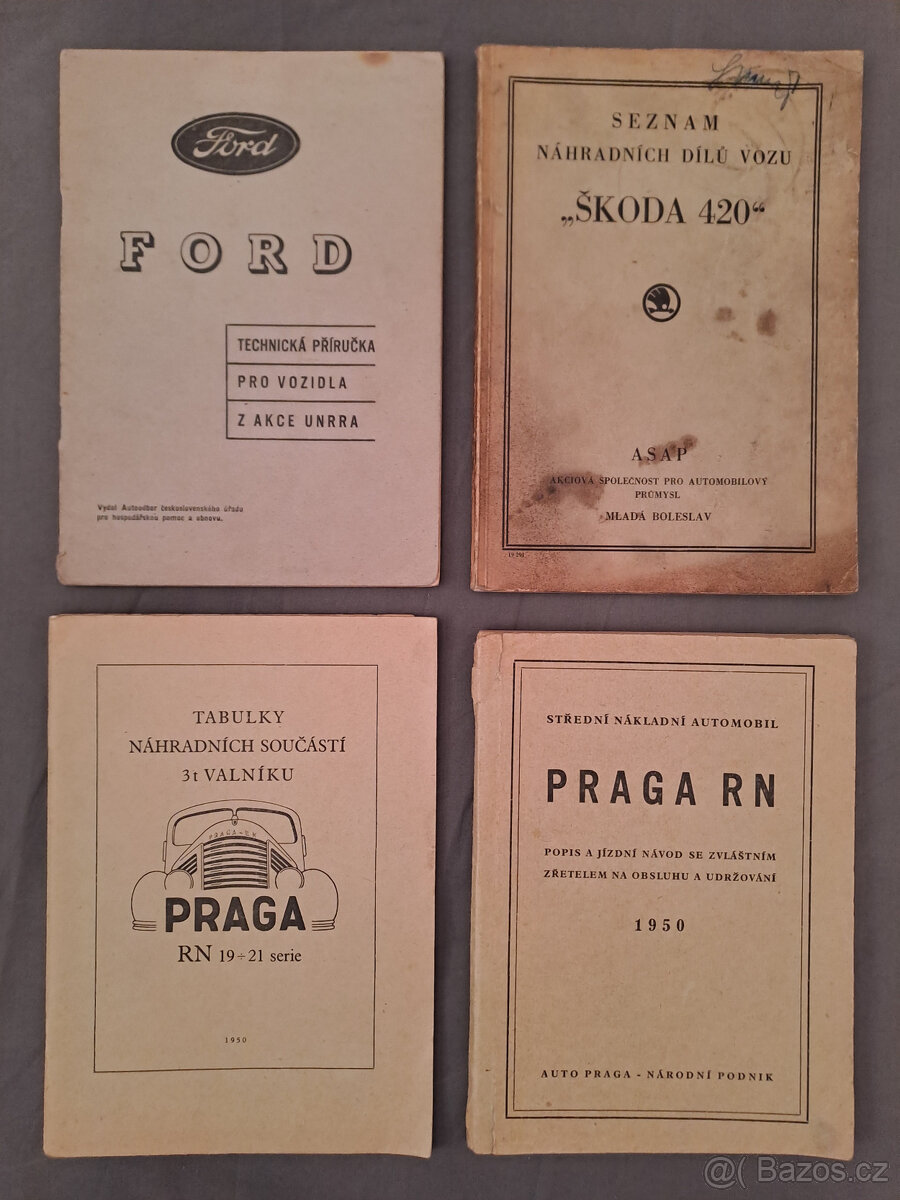 Ford
FORD
TECHNICKÁ PŘÍRUČKA
PRO VOZIDLA
Z AKCE UNRRA
Vydal Autoodbor československého úřadu
pro hospodářskou pomoc a obnovu.
SEZNAM
NÁHRADNÍCH DÍLŮ VOZU
„ŠKODA 420“
ASAP
AKCIOVÁ SPOLEČNOST PRO AUTOMOBILOVÝ
PRŮMYSL
MLADÁ BOLESLAV
TABULKY
NÁHRADNÍCH SOUČÁSTÍ
3t VALNÍKU
PRAGA-RN
PRAGA
RN 19÷21 serie
1950
STŘEDNÍ NÁKLADNÍ AUTOMOBIL
PRAGA RN
POPIS A JÍZDNÍ NÁVOD SE ZVLÁŠTNÍM
ZŘETELEM NA OBSLUHU A UDRŽOVÁNÍ
1950
AUTO PRAGA - NÁRODNÍ PODNIK
@( Bazos.cz